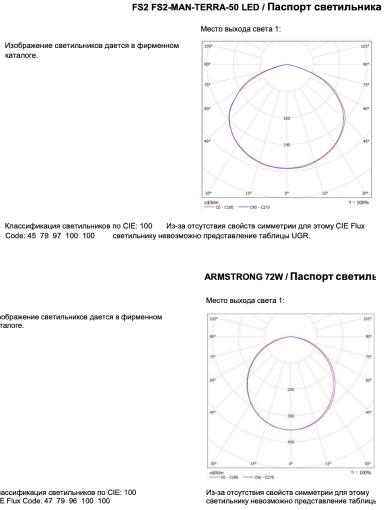 FS2 FS2-MAN-TERRA-50 LED / Паспорт светильника
Место выхода света 1:
Изображение светильников дается в фирменном
каталоге.
105° 105°
90° 90°
75° 75°
60° 60°
45° 45°
160
240
30° 15° 0° 15° 30°
cd/klm η = 100%
C0 - C180 C90 - C270
Классификация светильников по CIE: 100 Из-за отсутствия свойств симметрии для этому CIE Flux
Code: 45 79 97 100 100 светильнику невозможно представление таблицы UGR.
ARMSTRONG 72W / Паспорт светиль
Место выхода света 1:
ображение светильников дается в фирменном
талоге.
105° 105°
90° 90°
75° 75°
60° 60°
45° 45°
200
300
400
30° 15° 0° 15° 30°
cd/klm η = 100%
C0 - C180 C90 - C270
ассификация светильников по CIE: 100
E Flux Code: 47 79 96 100 100
Из-за отсутствия свойств симметрии для этому
светильнику невозможно представление таблиць